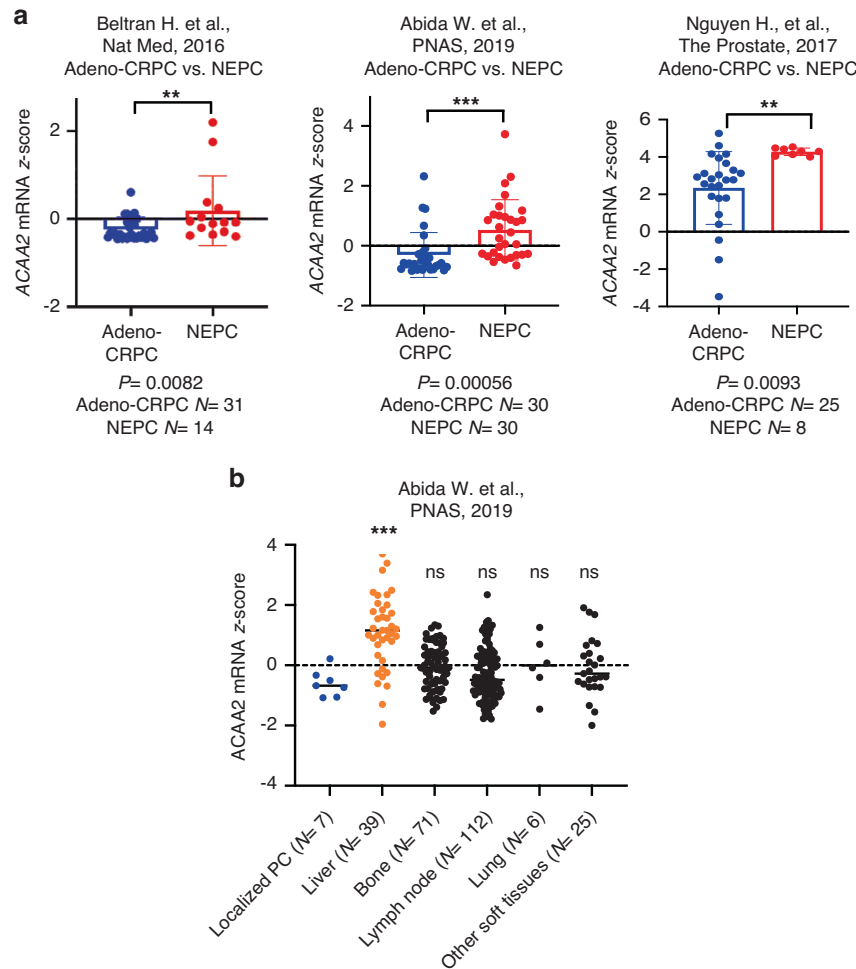 a
Beltran H. et al.,
Nat Med, 2016
Adeno-CRPC vs. NEPC
**
2
0
-2
ACAA2 mRNA z-score
Adeno-
CRPC
NEPC
P= 0.0082
Adeno-CRPC N= 31
NEPC N= 14
Abida W. et al.,
PNAS, 2019
Adeno-CRPC vs. NEPC
***
4
2
0
-2
ACAA2 mRNA z-score
Adeno-
CRPC
NEPC
P= 0.00056
Adeno-CRPC N= 30
NEPC N= 30
Nguyen H., et al.,
The Prostate, 2017
Adeno-CRPC vs. NEPC
**
6
4
2
0
-2
-4
ACAA2 mRNA z-score
Adeno-
CRPC
NEPC
P= 0.0093
Adeno-CRPC N= 25
NEPC N= 8
b
Abida W. et al.,
PNAS, 2019
***
ns
ns
ns
ns
4
2
0
-2
-4
ACAA2 mRNA z-score
Localized PC (N= 7)
Liver (N= 39)
Bone (N= 71)
Lymph node (N= 112)
Lung (N= 6)
Other soft tissues (N= 25)